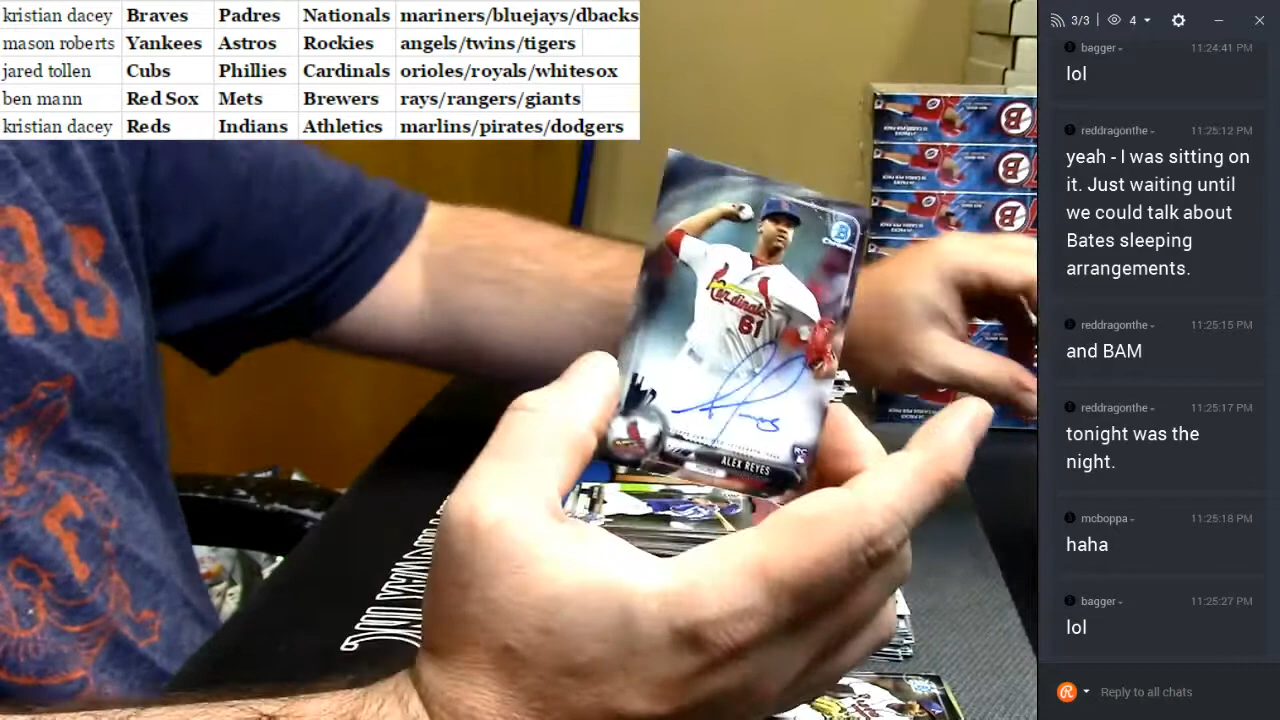 kristian dacey Braves Padres Nationals mariners/bluejays/dbacks
mason roberts Yankees Astros Rockies angels/twins/tigers
jared tollen Cubs Phillies Cardinals orioles/royals/whitesox
ben mann Red Sox Mets Brewers rays/rangers/giants
kristian dacey Reds Indians Athletics marlins/pirates/dodgers
3/3 | 4
bagger 11:24:41 PM
lol
reddragonthe 11:25:12 PM
yeah - I was sitting on
it. Just waiting until
we could talk about
Bates sleeping
arrangements.
reddragonthe 11:25:15 PM
and BAM
reddragonthe 11:25:17 PM
tonight was the
night.
mcboppa 11:25:18 PM
haha
bagger 11:25:27 PM
lol
Reply to all chats
B
Chrome
Cardinals
61
ALEX REYES
RC